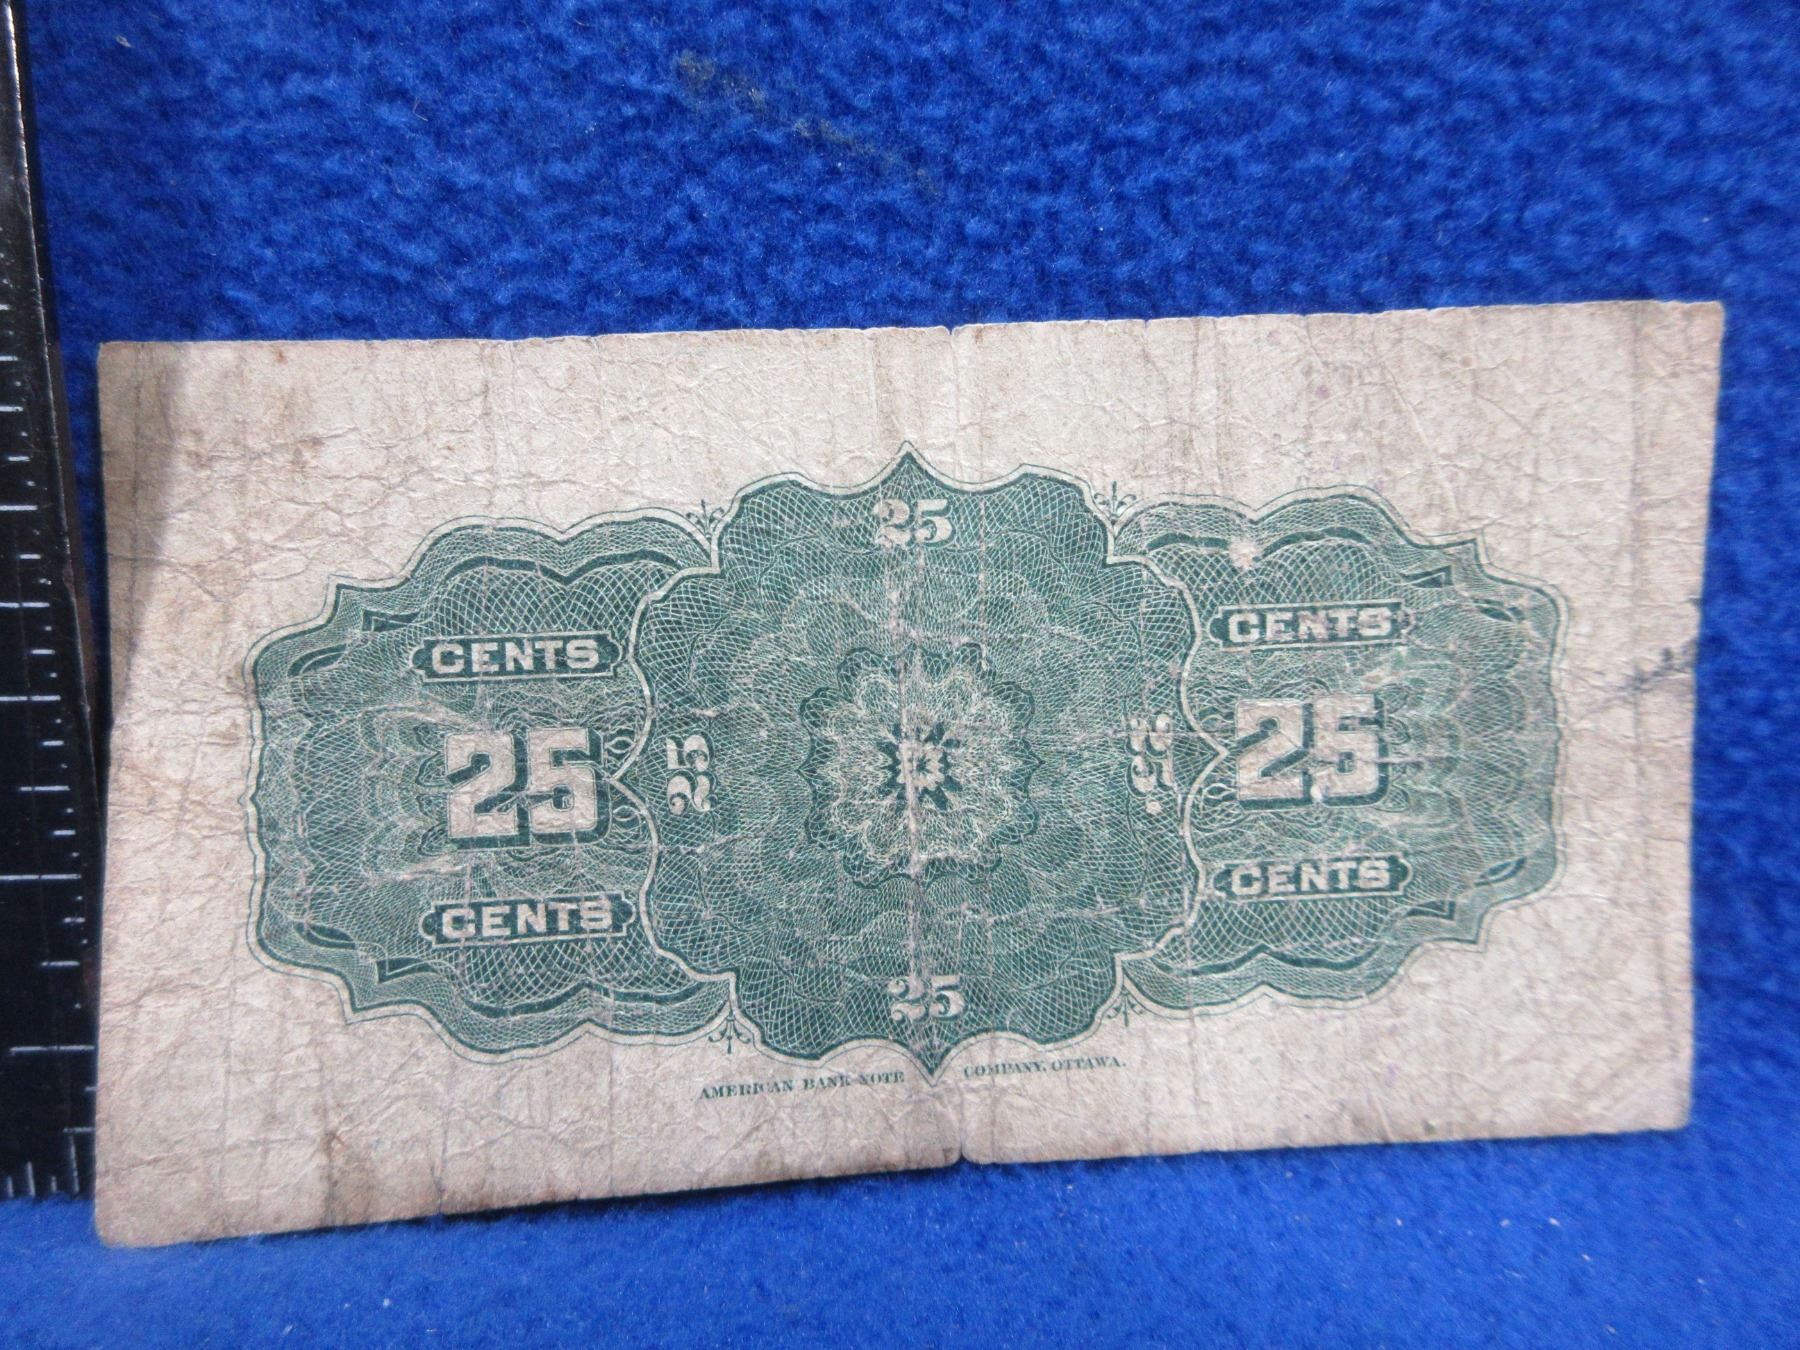 25
CENTS CENTS
25 25 25 25
CENTS CENTS
25
AMERICAN BANK NOTE COMPANY, OTTAWA.